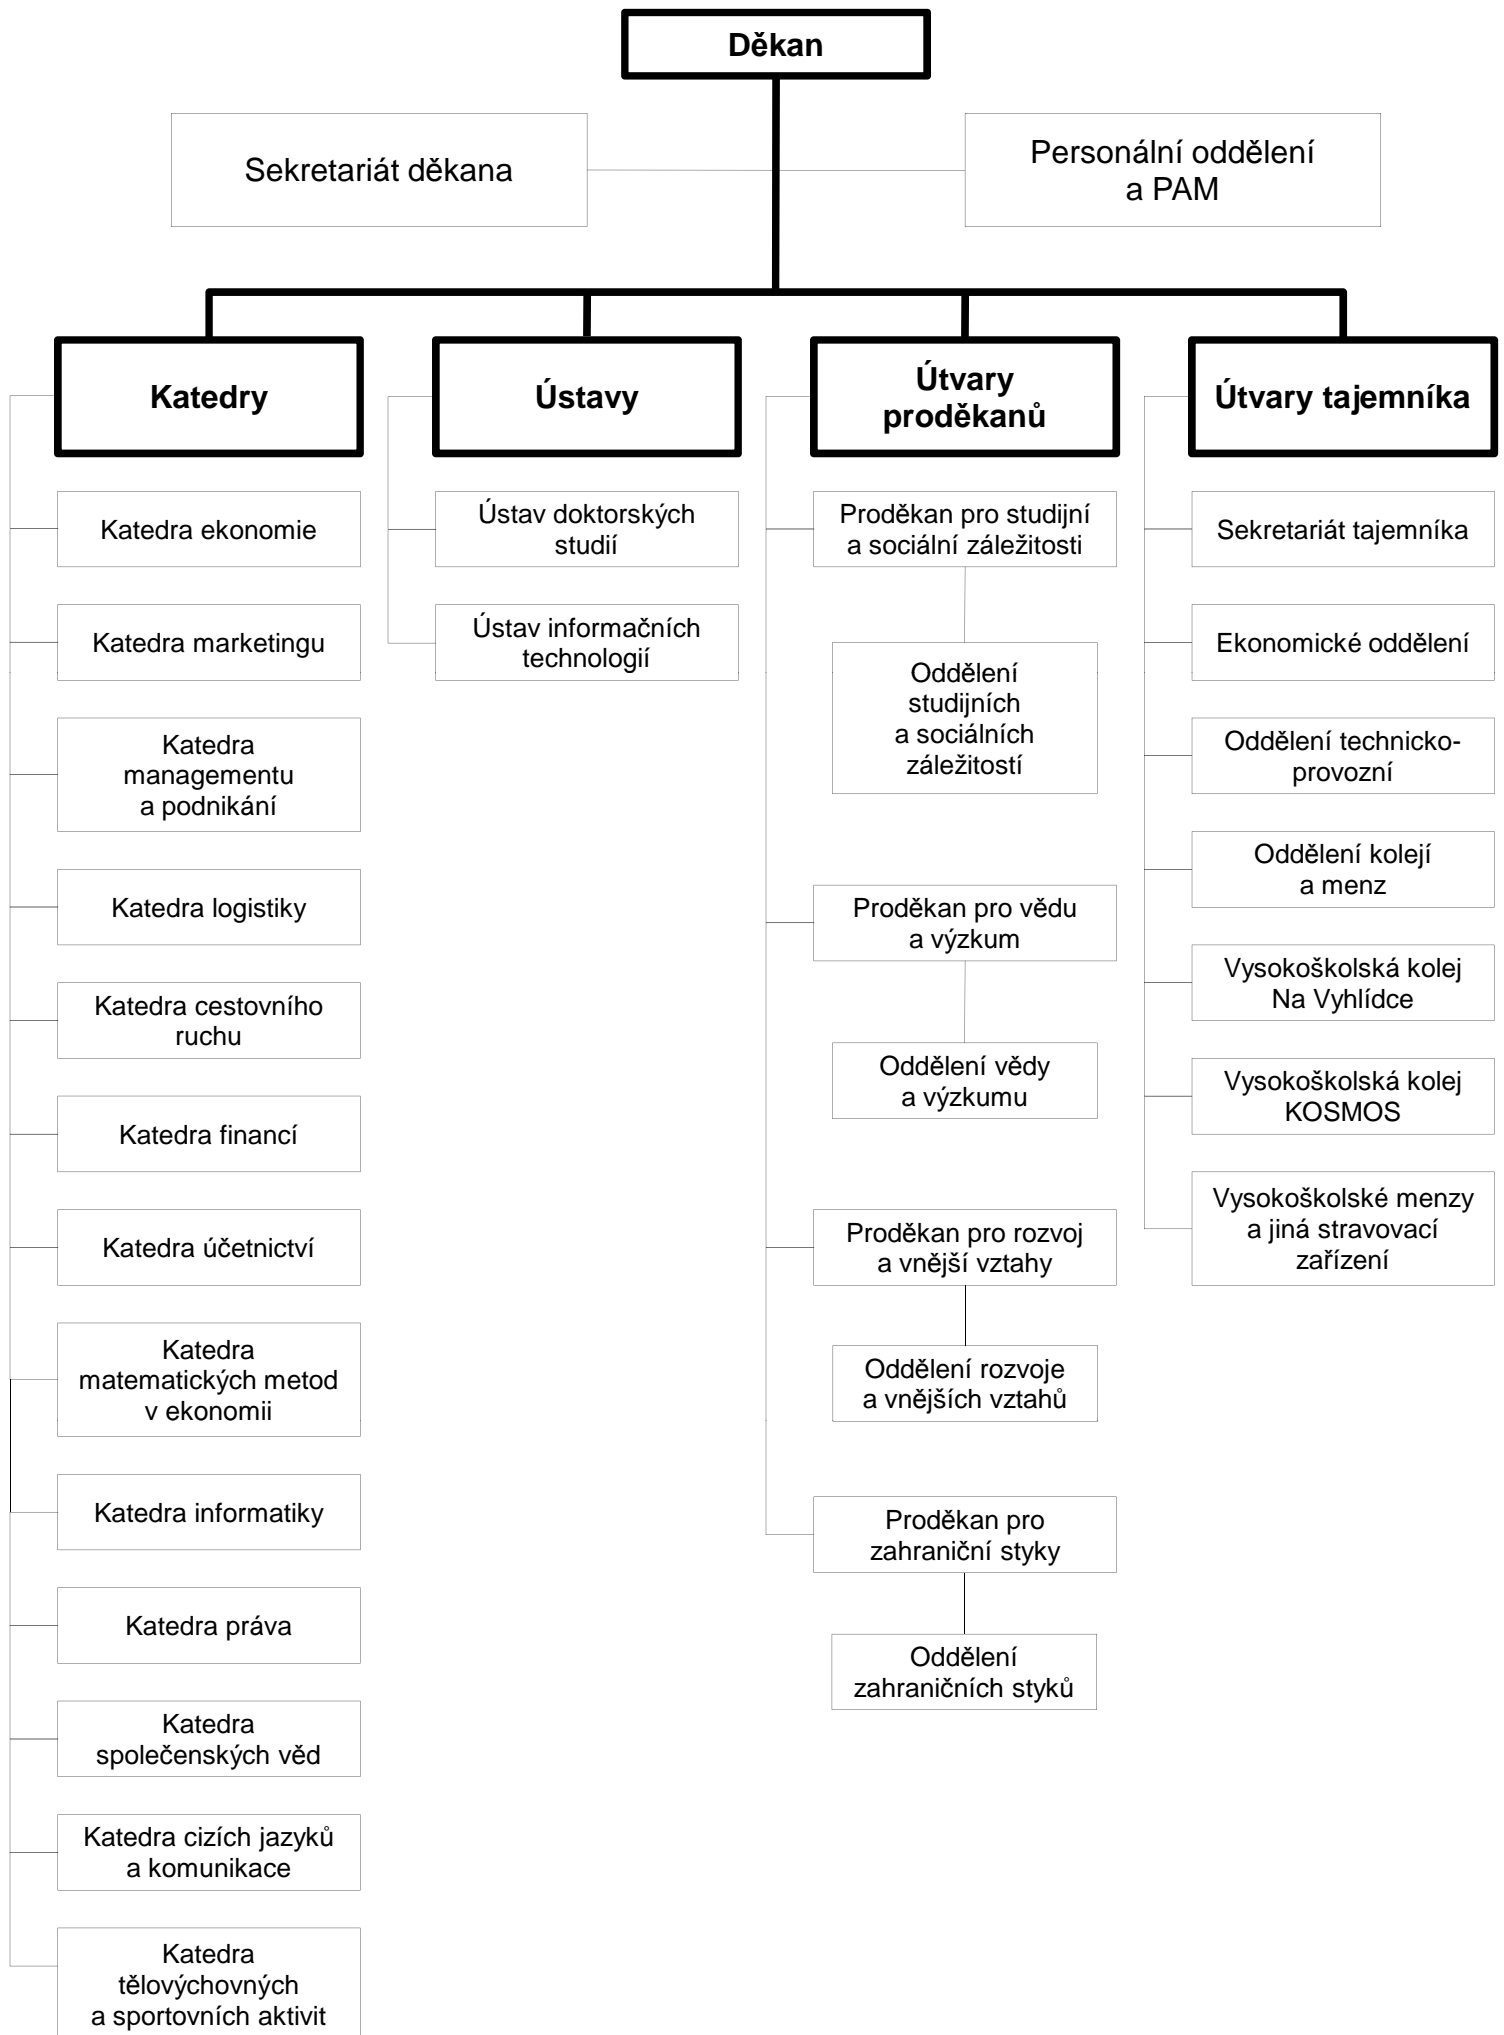 Děkan
Sekretariát děkana
Personální oddělení
a PAM
Katedry
Ústavy
Útvary
proděkanů
Útvary tajemníka
Katedra ekonomie
Katedra marketingu
Katedra
managementu
a podnikání
Katedra logistiky
Katedra cestovního
ruchu
Katedra financí
Katedra účetnictví
Katedra
matematických metod
v ekonomii
Katedra informatiky
Katedra práva
Katedra
společenských věd
Katedra cizích jazyků
a komunikace
Katedra
tělovýchovných
a sportovních aktivit
Ústav doktorských
studií
Ústav informačních
technologií
Proděkan pro studijní
a sociální záležitosti
Oddělení
studijních
a sociálních
záležitostí
Proděkan pro vědu
a výzkum
Oddělení vědy
a výzkumu
Proděkan pro rozvoj
a vnější vztahy
Oddělení rozvoje
a vnějších vztahů
Proděkan pro
zahraniční styky
Oddělení
zahraničních styků
Sekretariát tajemníka
Ekonomické oddělení
Oddělení technicko-
provozní
Oddělení kolejí
a menz
Vysokoškolská kolej
Na Vyhlídce
Vysokoškolská kolej
KOSMOS
Vysokoškolské menzy
a jiná stravovací
zařízení